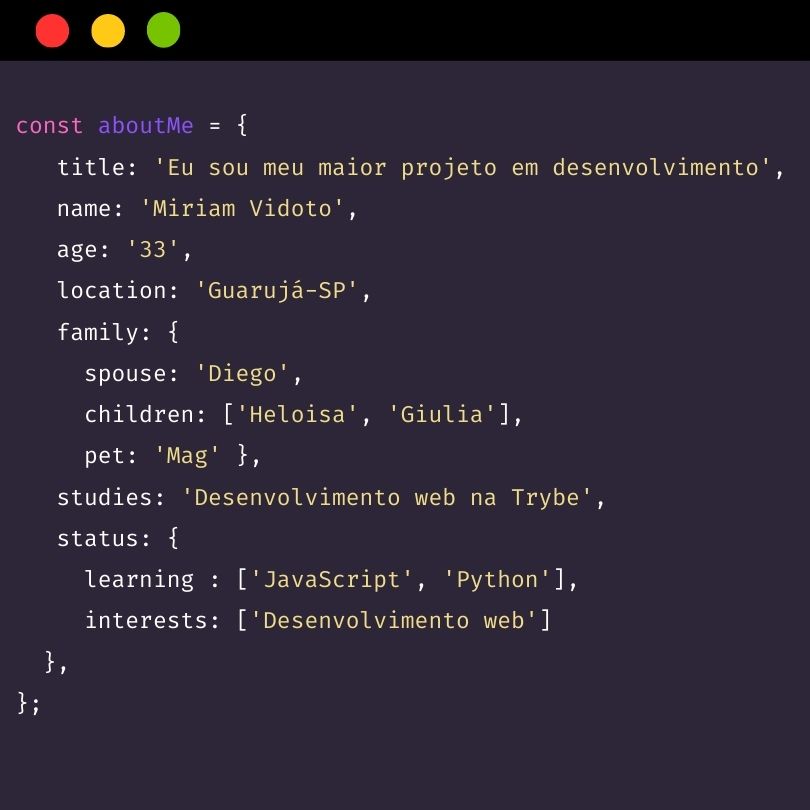 const aboutMe = {
title: 'Eu sou meu maior projeto em desenvolvimento',
name: 'Miriam Vidoto',
age: '33',
location: 'Guarujá-SP',
family: {
spouse: 'Diego',
children: ['Heloisa', 'Giulia'],
pet: 'Mag' },
studies: 'Desenvolvimento web na Trybe',
status: {
learning : ['JavaScript', 'Python'],
interests: ['Desenvolvimento web']
},
};